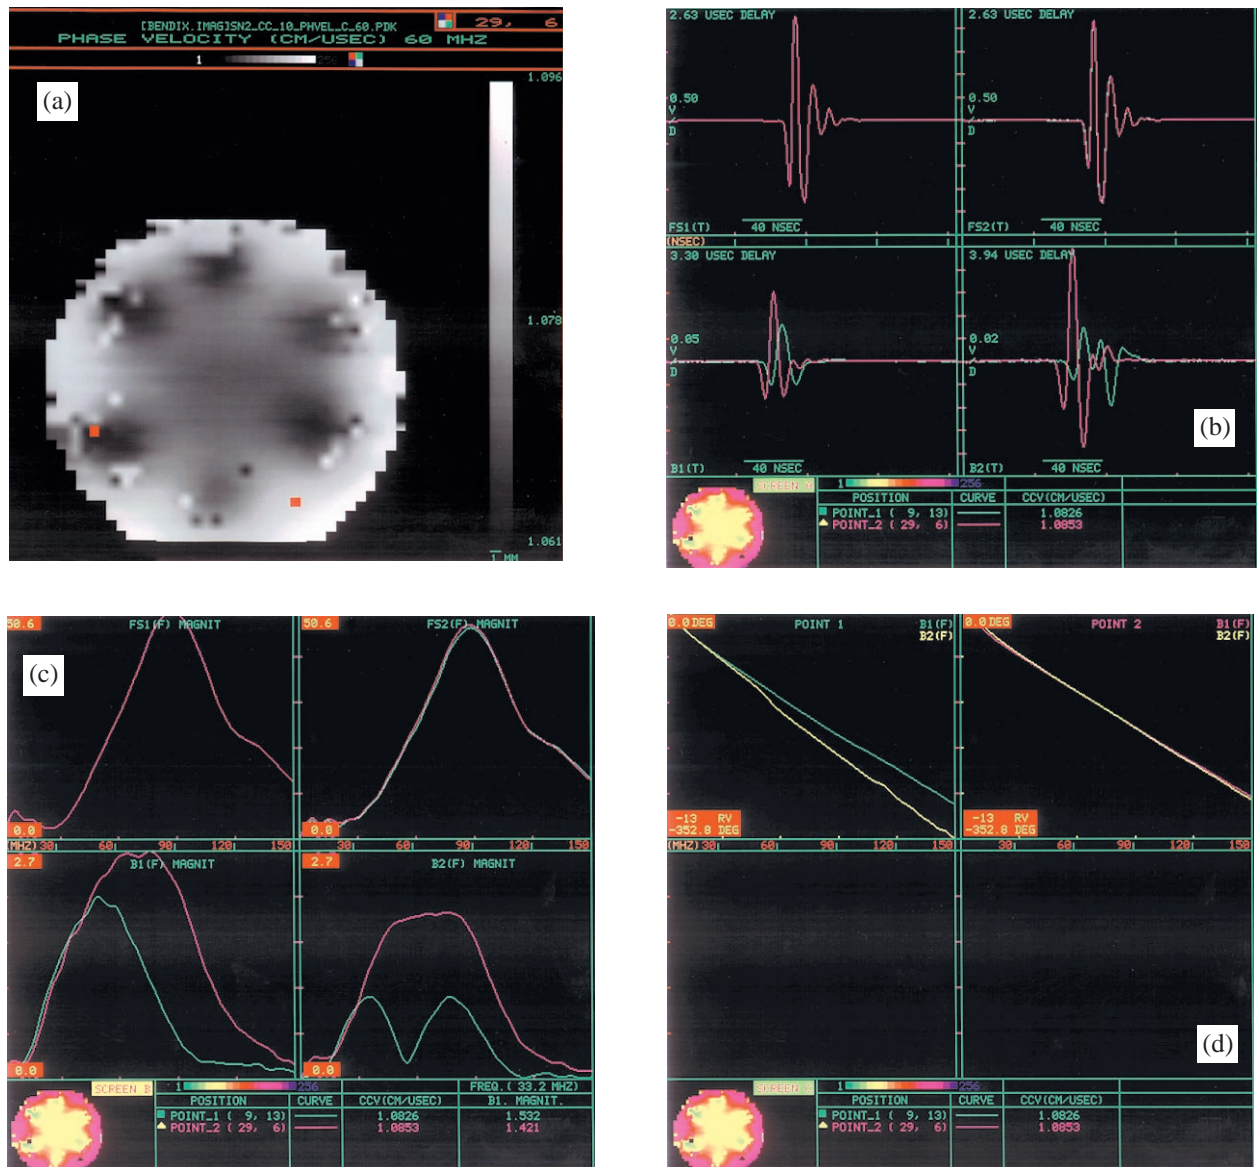 [BENDIX.IMAG]SN2_CC_10_PHVEL_C_60.PDK
29, 6
PHASE VELOCITY (CM/USEC) 60 MHZ
1 256
1.096
(a)
1.078
1.061
1 MM
2.63 USEC DELAY
2.63 USEC DELAY
0.50
V
D
0.50
V
D
FS1(T)
40 NSEC
FS2(T)
40 NSEC
(NSEC)
3.30 USEC DELAY
3.94 USEC DELAY
0.05
V
D
0.02
V
D
(b)
B1(T)
40 NSEC
B2(T)
40 NSEC
1 256
POSITION CURVE CCV(CM/USEC)
POINT_1 ( 9, 13) 1.0826
POINT_2 ( 29, 6) 1.0853
50.6
FS1(F) MAGNIT
50.6
FS2(F) MAGNIT
(c)
0.0
0.0
(MHZ) 30 60 90 120 150
30 60 90 120 150
2.7
B1(F) MAGNIT
2.7
B2(F) MAGNIT
0.0
0.0
SCREEN B
1 256
FREQ.( 33.2 MHZ)
POSITION CURVE CCV(CM/USEC) B1. MAGNIT.
POINT_1 ( 9, 13) 1.0826 1.532
POINT_2 ( 29, 6) 1.0853 1.421
0.0 DEG
POINT 1
B1(F)
B2(F)
0.0 DEG
POINT 2
B1(F)
B2(F)
-13 RV
-352.8 DEG
-13 RV
-352.8 DEG
(MHZ) 30 60 90 120 150
30 60 90 120 150
(d)
1 256
POSITION CURVE CCV(CM/USEC)
POINT_1 ( 9, 13) 1.0826
POINT_2 ( 29, 6) 1.0853